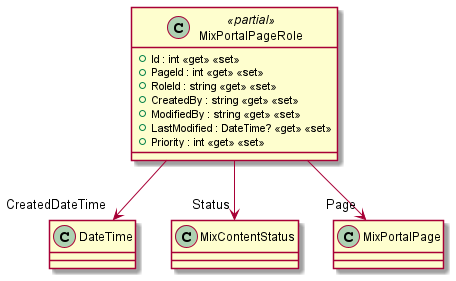 C «partial»
MixPortalPageRole
Id : int «get» «set»
PageId : int «get» «set»
RoleId : string «get» «set»
CreatedBy : string «get» «set»
ModifiedBy : string «get» «set»
LastModified : DateTime? «get» «set»
Priority : int «get» «set»
CreatedDateTime Status Page
C DateTime C MixContentStatus C MixPortalPage